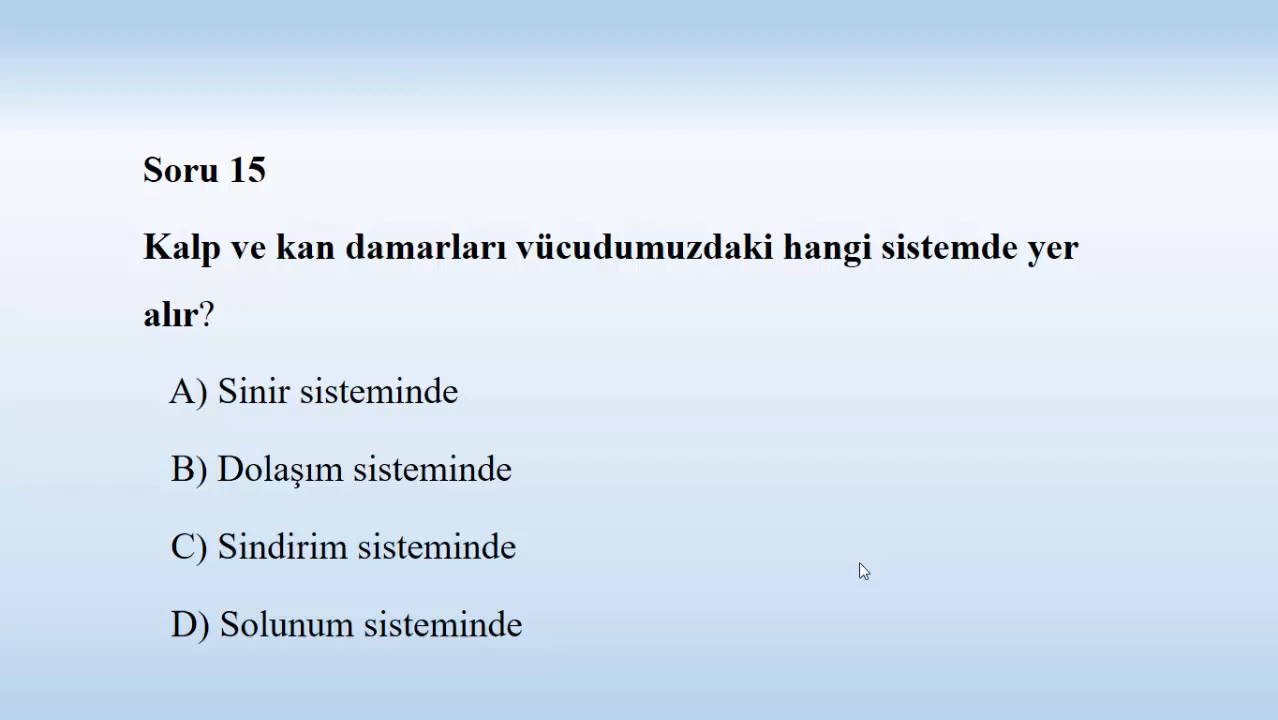 Soru 15
Kalp ve kan damarları vücudumuzdaki hangi sistemde yer
alır?
A) Sinir sisteminde
B) Dolaşım sisteminde
C) Sindirim sisteminde
D) Solunum sisteminde